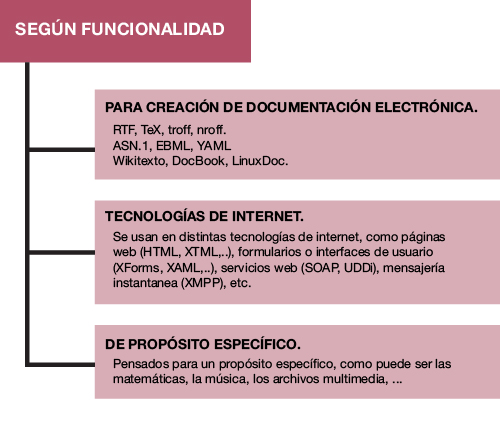 SEGÚN FUNCIONALIDAD
PARA CREACIÓN DE DOCUMENTACIÓN ELECTRÓNICA.
RTF, TeX, troff, nroff.
ASN.1, EBML, YAML
Wikitexto, DocBook, LinuxDoc.
TECNOLOGÍAS DE INTERNET.
Se usan en distintas tecnologías de internet, como páginas
web (HTML, XTML,..), formularios o interfaces de usuario
(XForms, XAML,..), servicios web (SOAP, UDDi), mensajería
instantanea (XMPP), etc.
DE PROPÓSITO ESPECÍFICO.
Pensados para un propósito específico, como puede ser las
matemáticas, la música, los archivos multimedia, ...